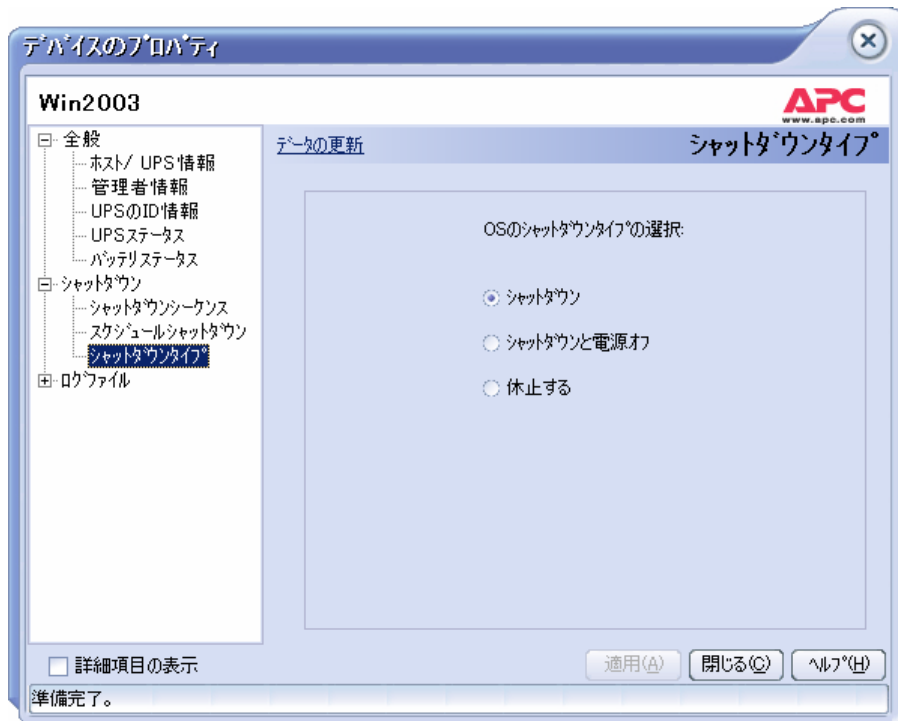 デバイスのプロパティ
Win2003
APC
www.apc.com
全般
ホスト/ UPS情報
管理者情報
UPSのID情報
UPSステータス
バッテリステータス
シャットダウン
シャットダウンシーケンス
スケジュールシャットダウン
シャットダウンタイプ
ログファイル
データの更新
シャットダウンタイプ
OSのシャットダウンタイプの選択:
シャットダウン
シャットダウンと電源オフ
休止する
詳細項目の表示
適用(A)
閉じる(C)
ヘルプ(H)
準備完了。